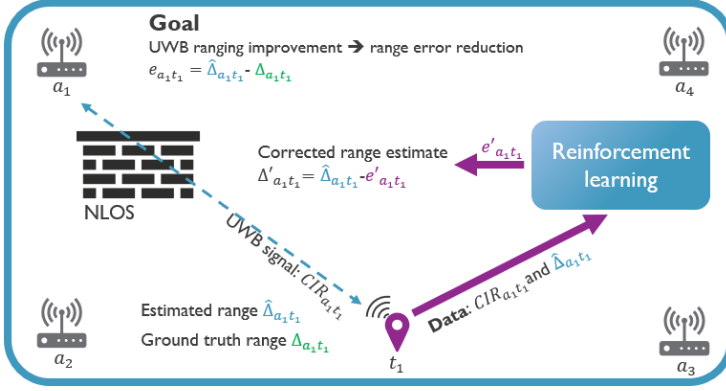 Goal
UWB ranging improvement → range error reduction
e_{a₁t₁} = Δ̂_{a₁t₁} - Δ_{a₁t₁}
a₁
a₄
Corrected range estimate
Δ'_{a₁t₁} = Δ̂_{a₁t₁}-e'_{a₁t₁}
e'_{a₁t₁}
Reinforcement
learning
NLOS
UWB signal: CIR_{a₁t₁}
Data: CIR_{a₁t₁} and Δ̂_{a₁t₁}
Estimated range Δ̂_{a₁t₁}
Ground truth range Δ_{a₁t₁}
a₂
t₁
a₃